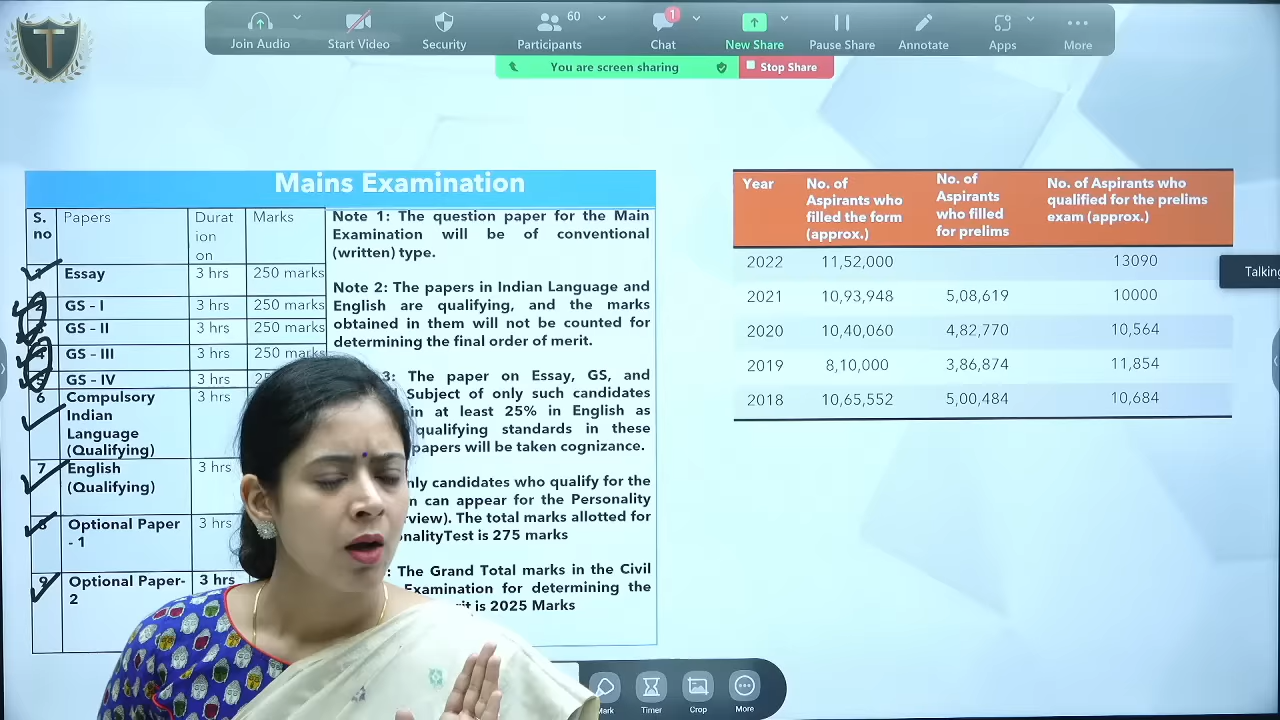 T
60
1
Join Audio
Start Video
Security
Participants
Chat
New Share
Pause Share
Annotate
Apps
More
You are screen sharing
Stop Share
Mains Examination
S. no
Papers
Durat
ion
on
Marks
Essay
3 hrs
250 marks
GS – I
3 hrs
250 marks
GS – II
3 hrs
250 marks
GS – III
3 hrs
250 marks
GS – IV
3 hrs
6
Compulsory
Indian
Language
(Qualifying)
3 hrs
7
English
(Qualifying)
3 hrs
8
Optional Paper
- 1
3 hrs
9
Optional Paper-
2
3 hrs
Note 1: The question paper for the Main
Examination will be of conventional
(written) type.
Note 2: The papers in Indian Language and
English are qualifying, and the marks
obtained in them will not be counted for
determining the final order of merit.
3: The paper on Essay, GS, and
Subject of only such candidates
at least 25% in English as
qualifying standards in these
papers will be taken cognizance.
only candidates who qualify for the
can appear for the Personality
The total marks allotted for
Test is 275 marks
: The Grand Total marks in the Civil
Examination for determining the
is 2025 Marks
Year
No. of
Aspirants who
filled the form
(approx.)
No. of
Aspirants
who filled
for prelims
No. of Aspirants who
qualified for the prelims
exam (approx.)
2022 11,52,000 13090
2021 10,93,948 5,08,619 10000
2020 10,40,060 4,82,770 10,564
2019 8,10,000 3,86,874 11,854
2018 10,65,552 5,00,484 10,684
Talking
Timer
Crop
More